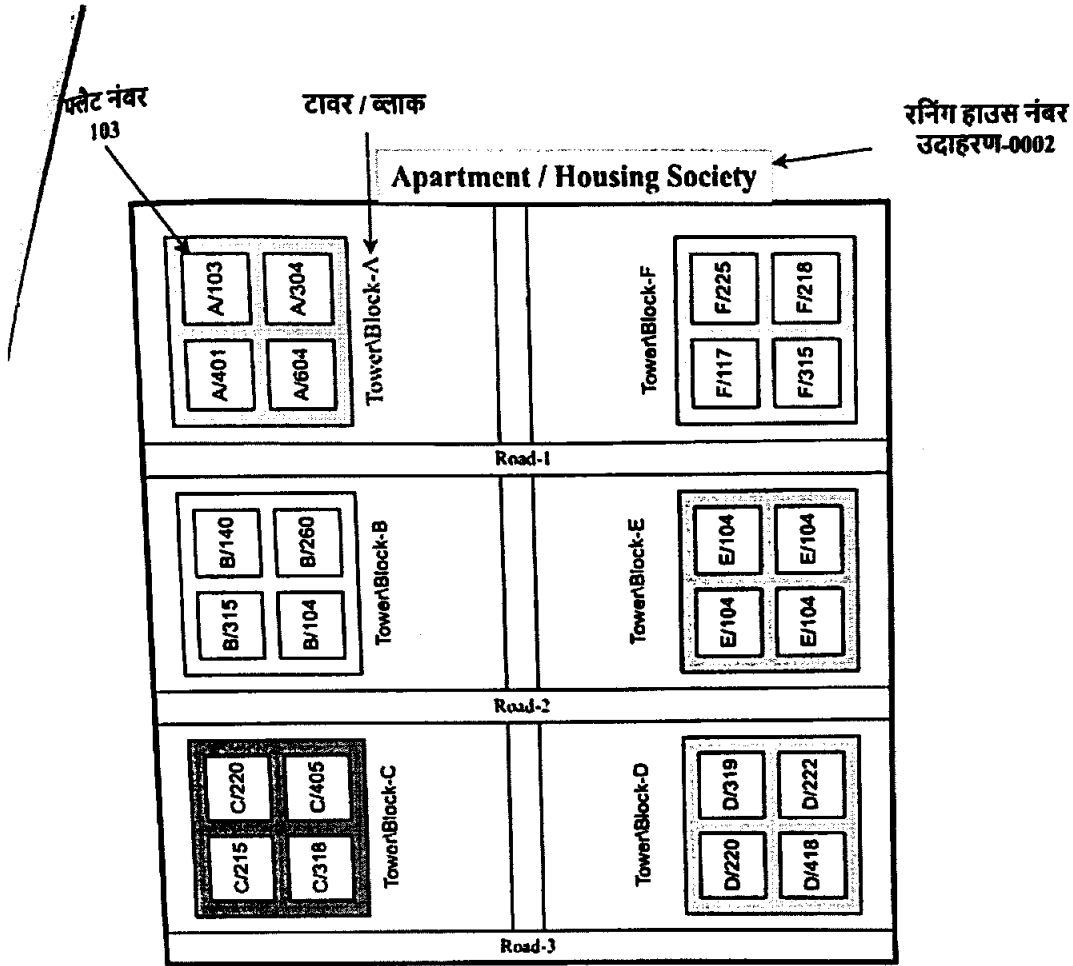 फ्लैट नंबर
103
टावर / ब्लाक
रनिंग हाउस नंबर
उदाहरण-0002
Apartment / Housing Society
A/103
A/304
A/401
A/604
Tower\Block-A
Tower\Block-F
F/225
F/218
F/117
F/315
Road-1
B/140
B/260
B/315
B/104
Tower\Block-B
Tower\Block-E
E/104
E/104
E/104
E/104
Road-2
C/220
C/405
C/215
C/318
Tower\Block-C
Tower\Block-D
D/319
D/222
D/220
D/418
Road-3